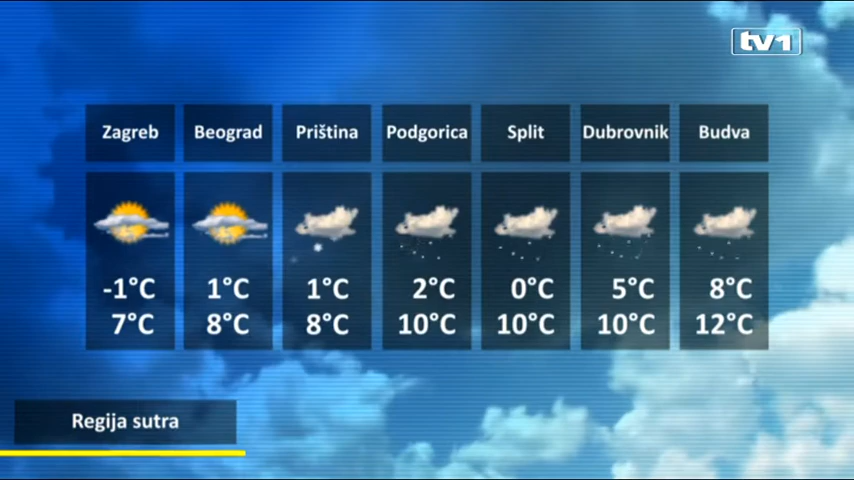 tv1
Zagreb Beograd Priština Podgorica Split Dubrovnik Budva
-1°C 1°C 1°C 2°C 0°C 5°C 8°C
7°C 8°C 8°C 10°C 10°C 10°C 12°C
Regija sutra